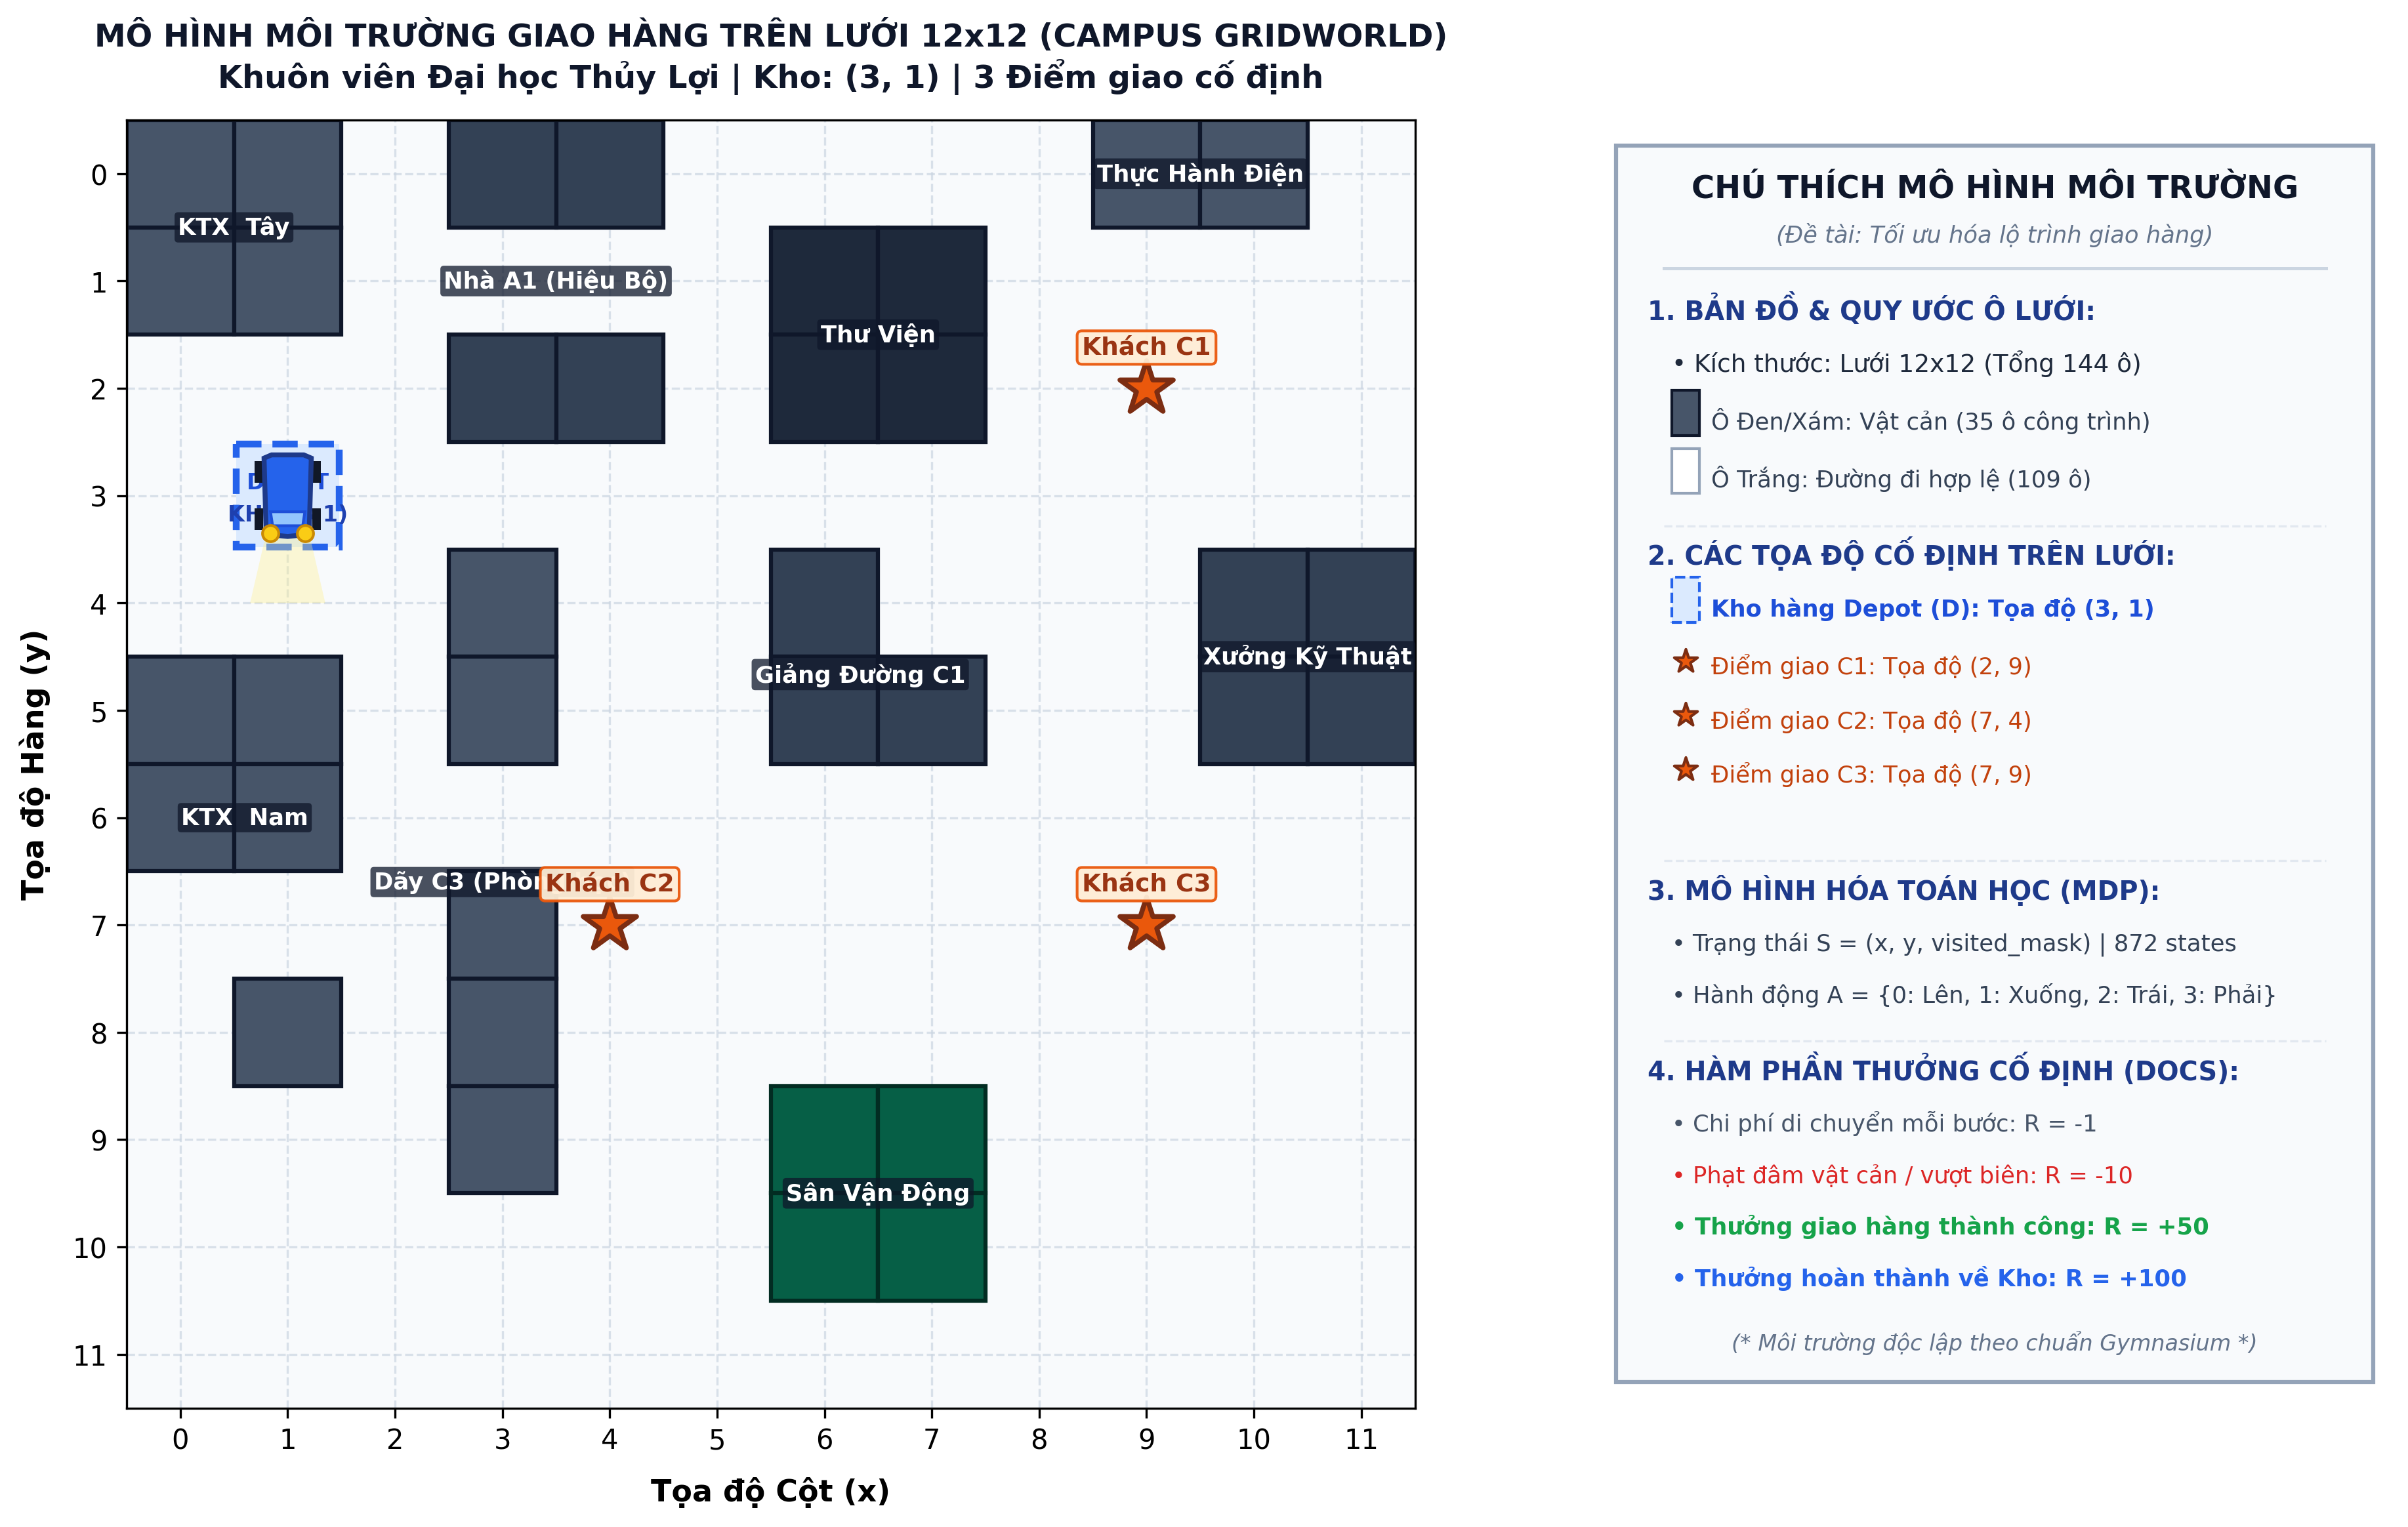 MÔ HÌNH MÔI TRƯỜNG GIAO HÀNG TRÊN LƯỚI 12x12 (CAMPUS GRIDWORLD)
Khuôn viên Đại học Thủy Lợi | Kho: (3, 1) | 3 Điểm giao cố định
Tọa độ Hàng (y)
0
1
2
3
4
5
6
7
8
9
10
11
Thực Hành Điện
KTX Tây
Nhà A1 (Hiệu Bộ)
Thư Viện
Khách C1
1)
Giảng Đường C1
Xưởng Kỹ Thuật
KTX Nam
Dãy C3
Khách C2
Khách C3
Sân Vận Động
0 1 2 3 4 5 6 7 8 9 10 11
Tọa độ Cột (x)
CHÚ THÍCH MÔ HÌNH MÔI TRƯỜNG
(Đề tài: Tối ưu hóa lộ trình giao hàng)
1. BẢN ĐỒ & QUY ƯỚC Ô LƯỚI:
• Kích thước: Lưới 12x12 (Tổng 144 ô)
Ô Đen/Xám: Vật cản (35 ô công trình)
Ô Trắng: Đường đi hợp lệ (109 ô)
2. CÁC TỌA ĐỘ CỐ ĐỊNH TRÊN LƯỚI:
Kho hàng Depot (D): Tọa độ (3, 1)
Điểm giao C1: Tọa độ (2, 9)
Điểm giao C2: Tọa độ (7, 4)
Điểm giao C3: Tọa độ (7, 9)
3. MÔ HÌNH HÓA TOÁN HỌC (MDP):
• Trạng thái S = (x, y, visited_mask) | 872 states
• Hành động A = {0: Lên, 1: Xuống, 2: Trái, 3: Phải}
4. HÀM PHẦN THƯỞNG CỐ ĐỊNH (DOCS):
• Chi phí di chuyển mỗi bước: R = -1
• Phạt đâm vật cản / vượt biên: R = -10
• Thưởng giao hàng thành công: R = +50
• Thưởng hoàn thành về Kho: R = +100
(* Môi trường độc lập theo chuẩn Gymnasium *)